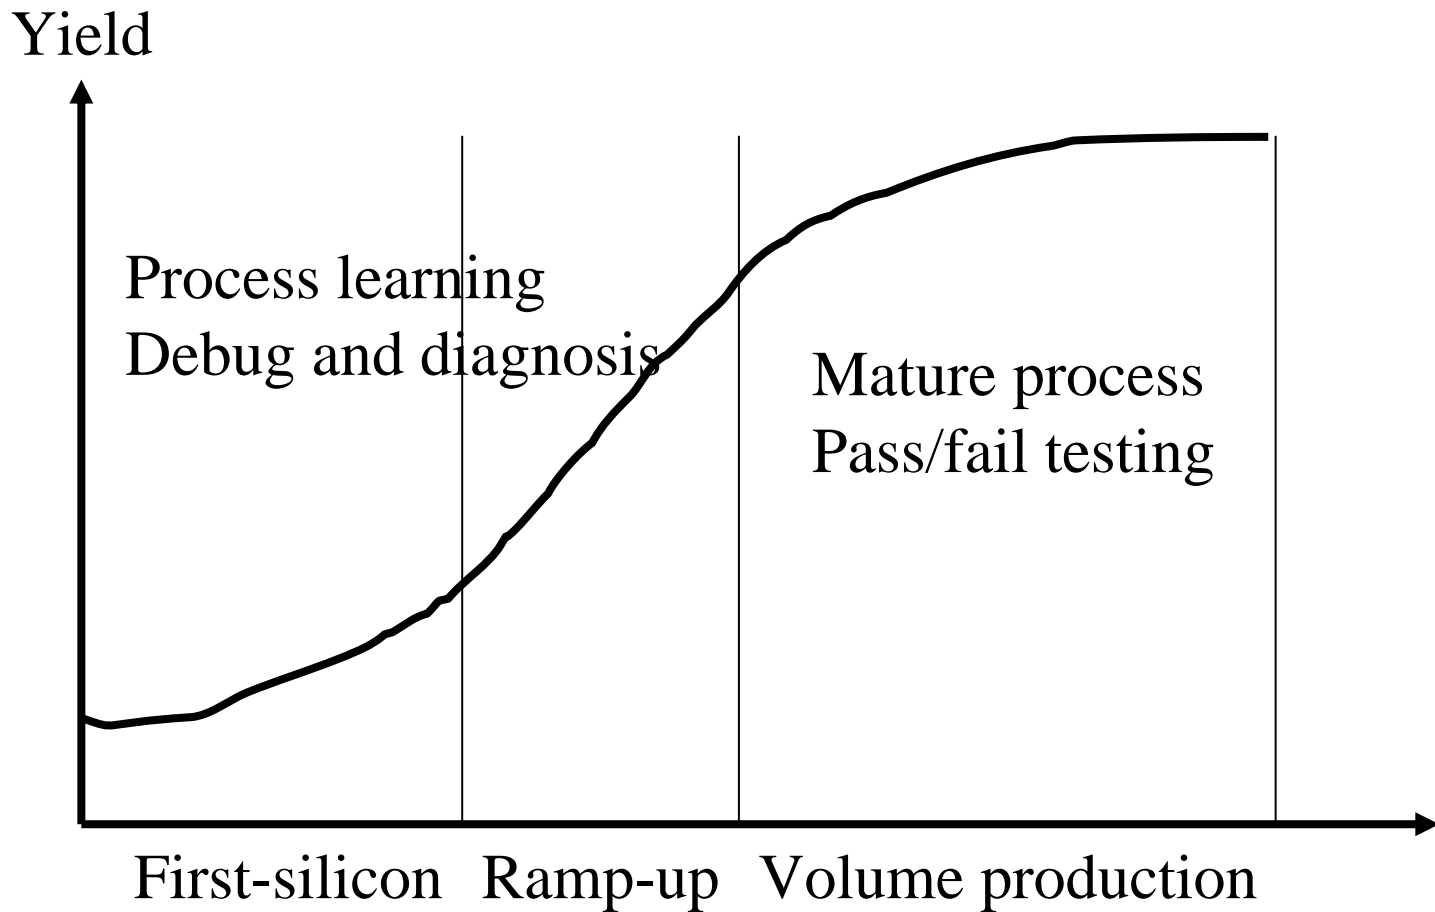 Yield
Process learning
Debug and diagnosis
Mature process
Pass/fail testing
First-silicon
Ramp-up
Volume production